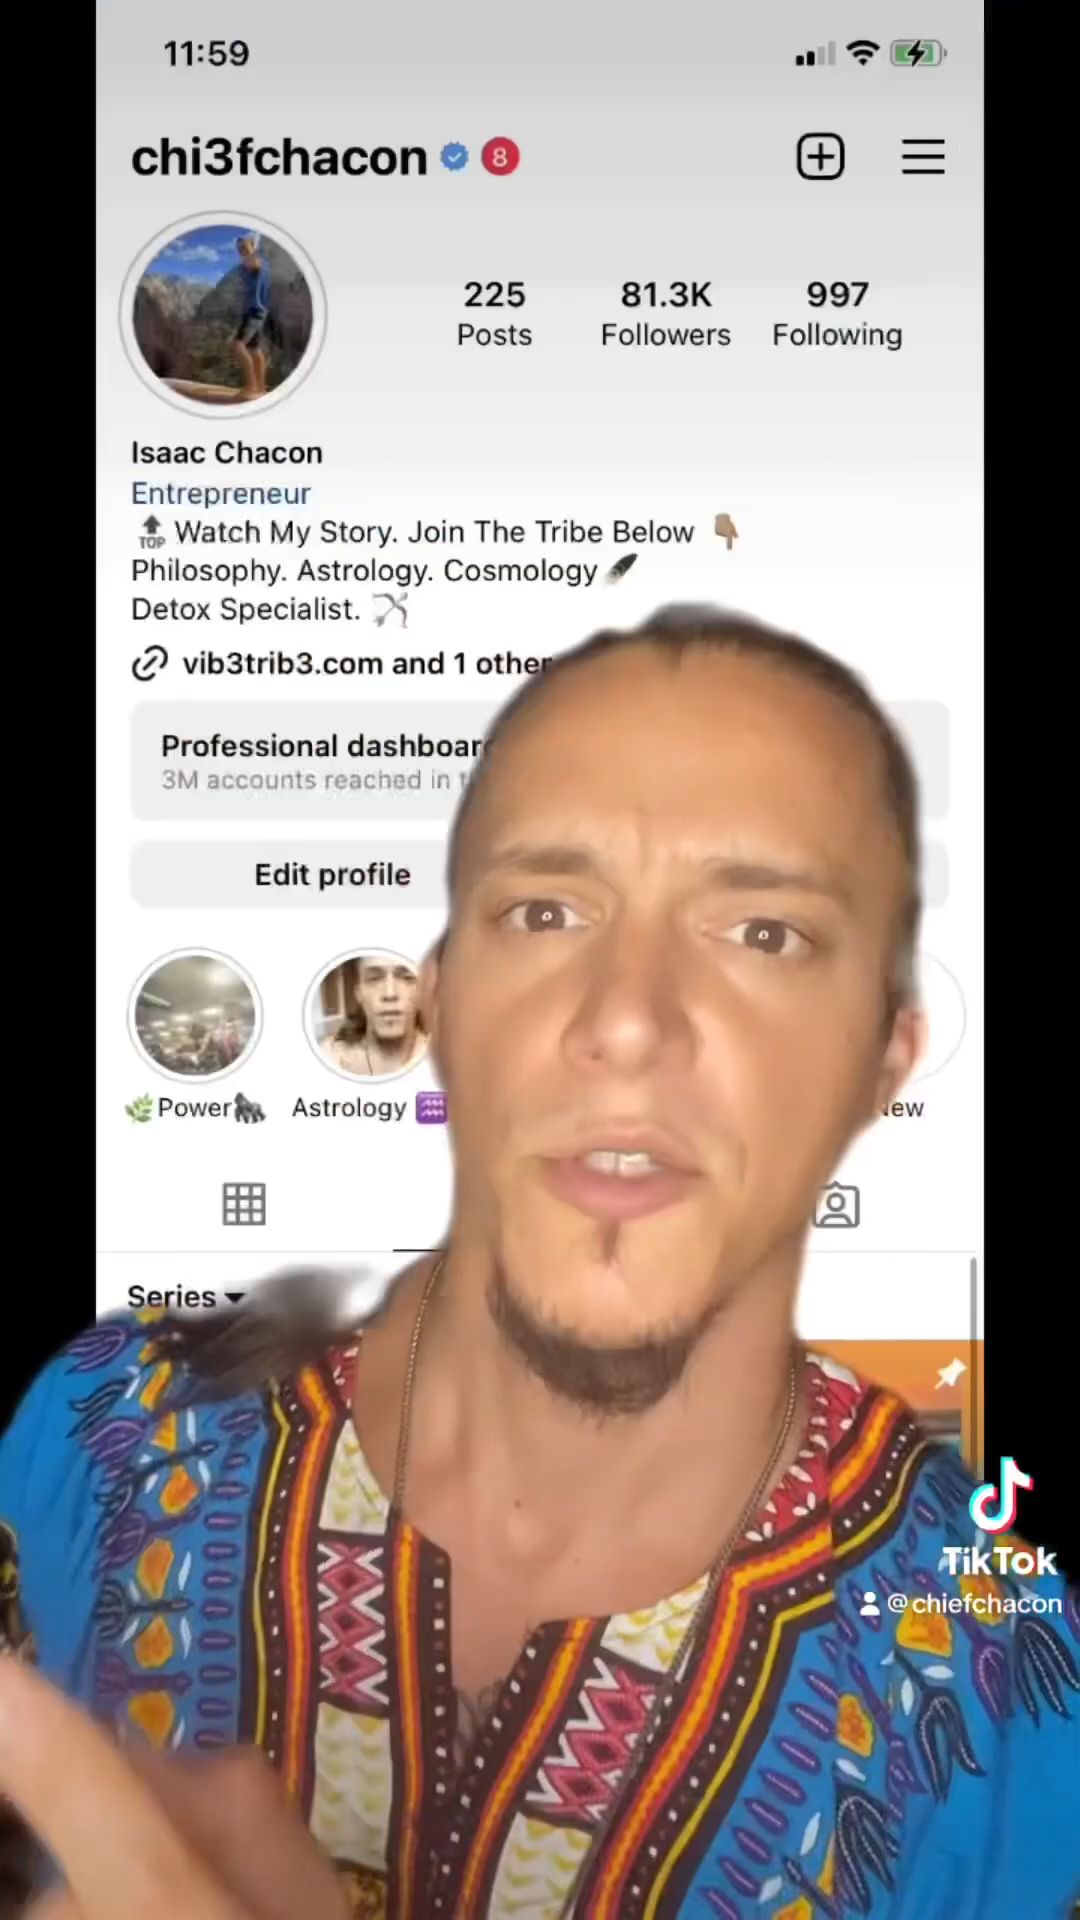 11:59
chi3fchacon 8
225 81.3K 997
Posts Followers Following
Isaac Chacon
Entrepreneur
TOP Watch My Story. Join The Tribe Below
Philosophy. Astrology. Cosmology
Detox Specialist.
vib3trib3.com and 1 other
Professional dashboar
3M accounts reached in t
Edit profile
Power Astrology ew
Series
TikTok
@chiefchacon